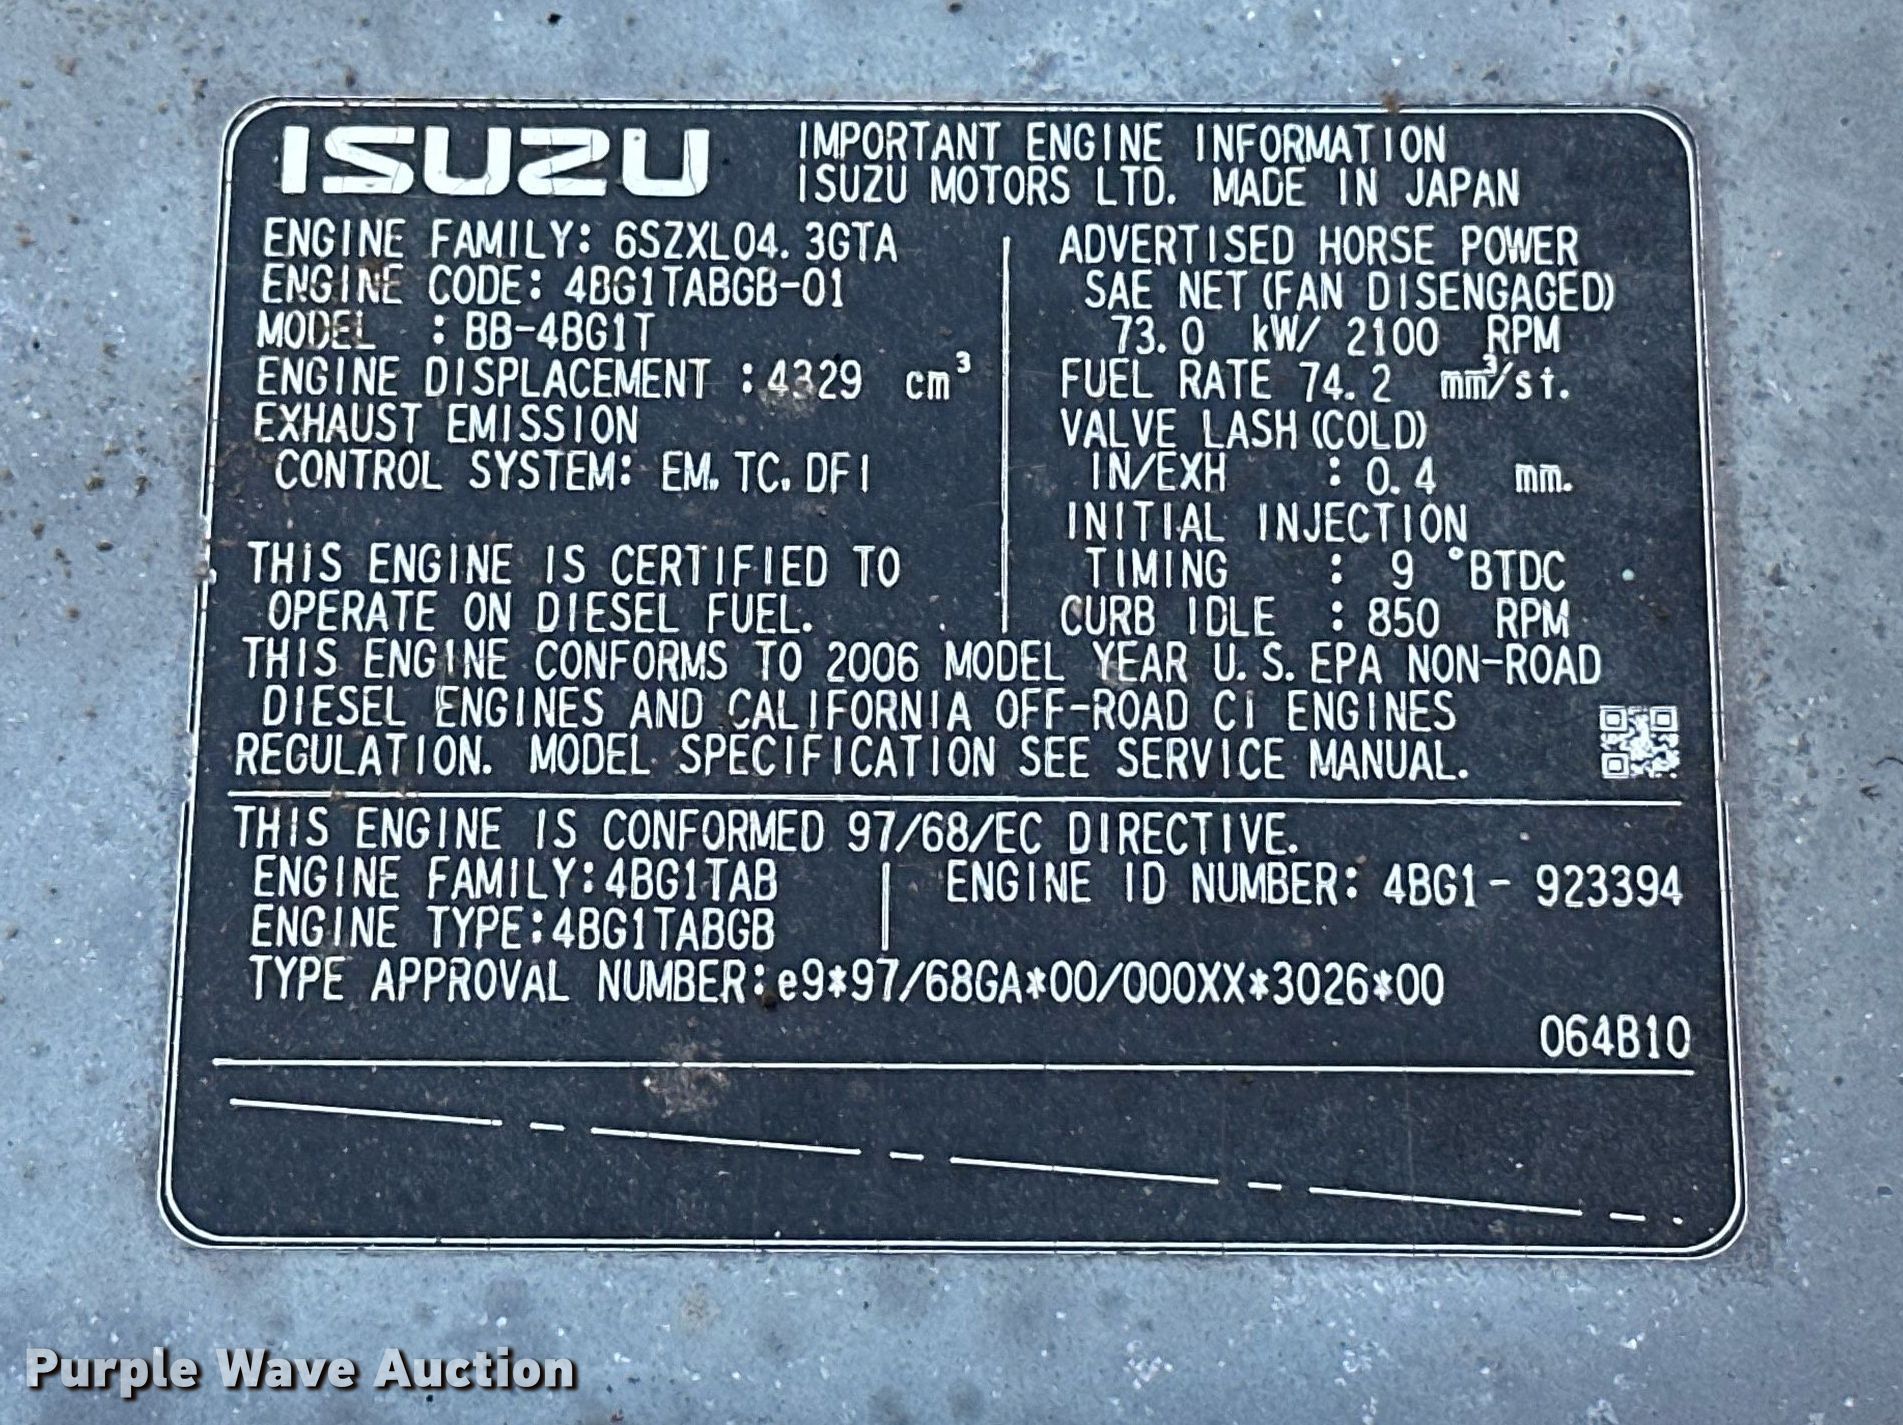 ISUZU
IMPORTANT ENGINE INFORMATION
ISUZU MOTORS LTD. MADE IN JAPAN
ENGINE FAMILY: 6SZXL04.3GTA
ENGINE CODE: 4BG1TABGB-01
MODEL : BB-4BG1T
ENGINE DISPLACEMENT : 4329 cm³
EXHAUST EMISSION
CONTROL SYSTEM: EM. TC. DFI
THIS ENGINE IS CERTIFIED TO
OPERATE ON DIESEL FUEL.
ADVERTISED HORSE POWER
SAE NET (FAN DISENGAGED)
73.0 kW/ 2100 RPM
FUEL RATE 74.2 mm³/st.
VALVE LASH (COLD)
IN/EXH : 0.4 mm.
INITIAL INJECTION
TIMING : 9 °BTDC
CURB IDLE : 850 RPM
THIS ENGINE CONFORMS TO 2006 MODEL YEAR U.S. EPA NON-ROAD
DIESEL ENGINES AND CALIFORNIA OFF-ROAD CI ENGINES
REGULATION. MODEL SPECIFICATION SEE SERVICE MANUAL.
THIS ENGINE IS CONFORMED 97/68/EC DIRECTIVE.
ENGINE FAMILY: 4BG1TAB
ENGINE ID NUMBER: 4BG1- 923394
ENGINE TYPE: 4BG1TABGB
TYPE APPROVAL NUMBER: e9*97/68GA*00/000XX*3026*00
064B10
Purple Wave Auction